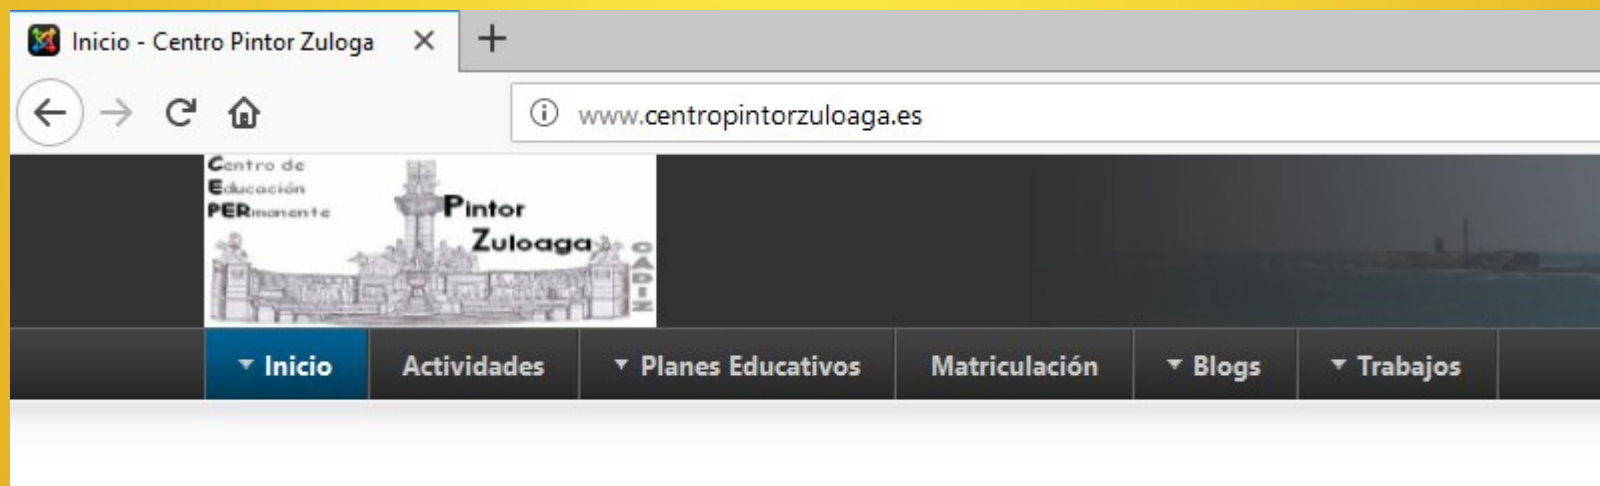 Inicio - Centro Pintor Zuloga
www.centropintorzuloaga.es
Centro de
Educación
PERmanente
Pintor
Zuloaga
CADIZ
Inicio Actividades Planes Educativos Matriculación Blogs Trabajos